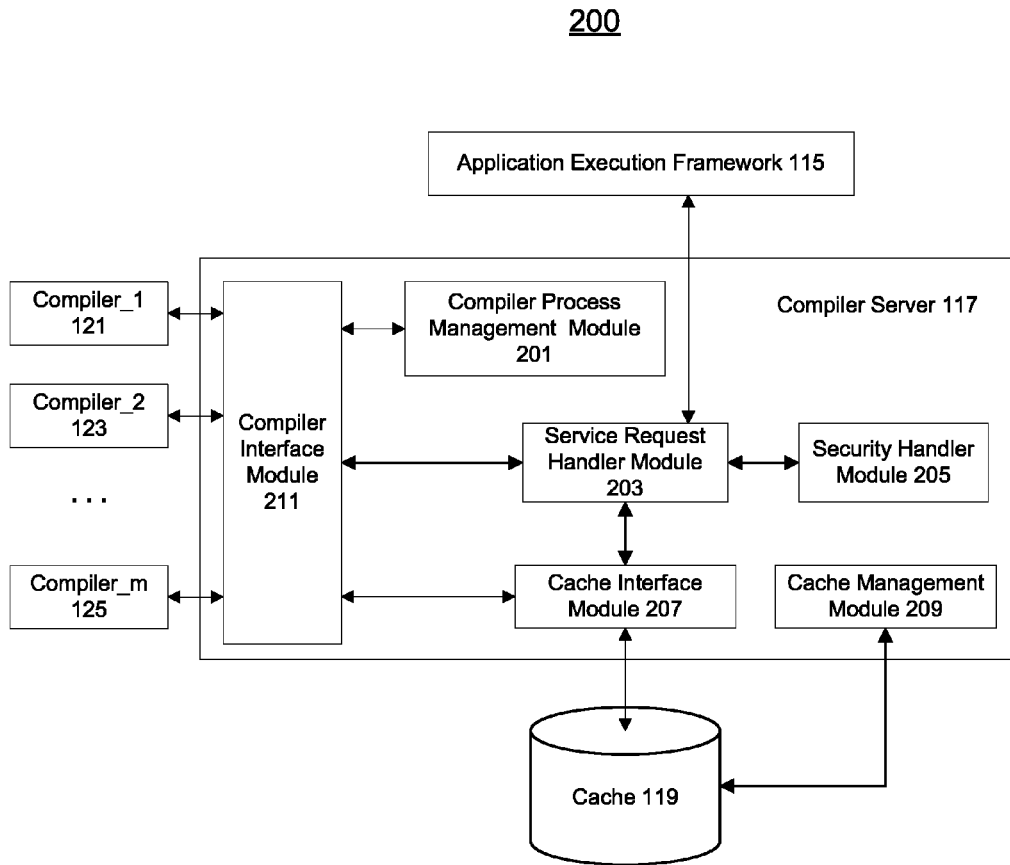 200
Application Execution Framework 115
Compiler Server 117
Compiler_1
121
Compiler_2
123
. . .
Compiler_m
125
Compiler
Interface
Module
211
Compiler Process
Management Module
201
Service Request
Handler Module
203
Security Handler
Module 205
Cache Interface
Module 207
Cache Management
Module 209
Cache 119